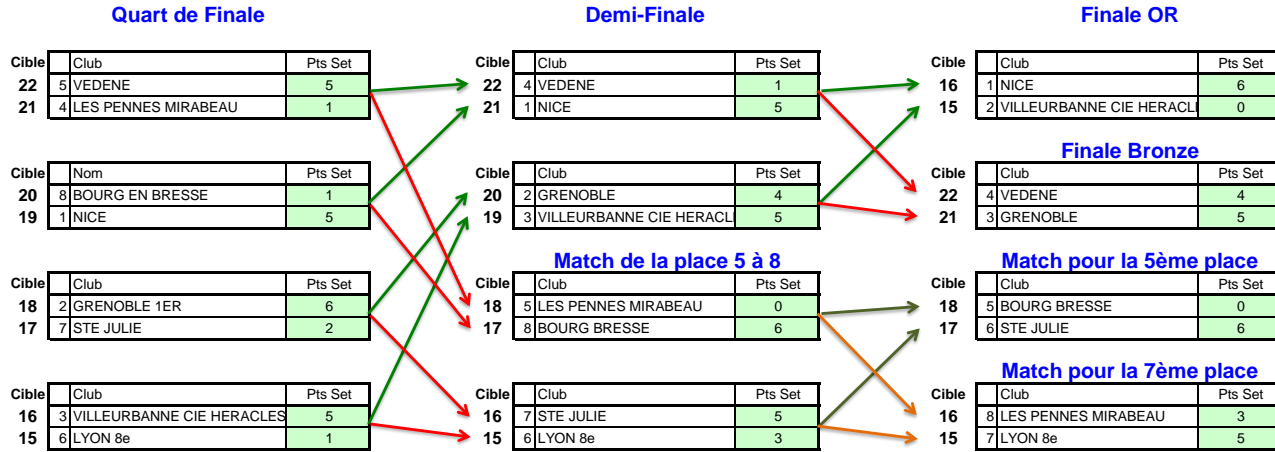 Quart de Finale Demi-Finale Finale OR
Cible Club Pts Set Cible Club Pts Set Cible Club Pts Set
22 5 VEDENE 5 22 4 VEDENE 1 16 1 NICE 6
21 4 LES PENNES MIRABEAU 1 21 1 NICE 5 15 2 VILLEURBANNE CIE HERACL 0
Finale Bronze
Cible Nom Pts Set Cible Club Pts Set Cible Club Pts Set
20 8 BOURG EN BRESSE 1 20 2 GRENOBLE 4 22 4 VEDENE 4
19 1 NICE 5 19 3 VILLEURBANNE CIE HERACL 5 21 3 GRENOBLE 5
Match de la place 5 à 8 Match pour la 5ème place
Cible Club Pts Set Cible Club Pts Set Cible Club Pts Set
18 2 GRENOBLE 1ER 6 18 5 LES PENNES MIRABEAU 0 18 5 BOURG BRESSE 0
17 7 STE JULIE 2 17 8 BOURG BRESSE 6 17 6 STE JULIE 6
Match pour la 7ème place
Cible Club Pts Set Cible Club Pts Set Cible Club Pts Set
16 3 VILLEURBANNE CIE HERACLES 5 16 7 STE JULIE 5 16 8 LES PENNES MIRABEAU 3
15 6 LYON 8e 1 15 6 LYON 8e 3 15 7 LYON 8e 5